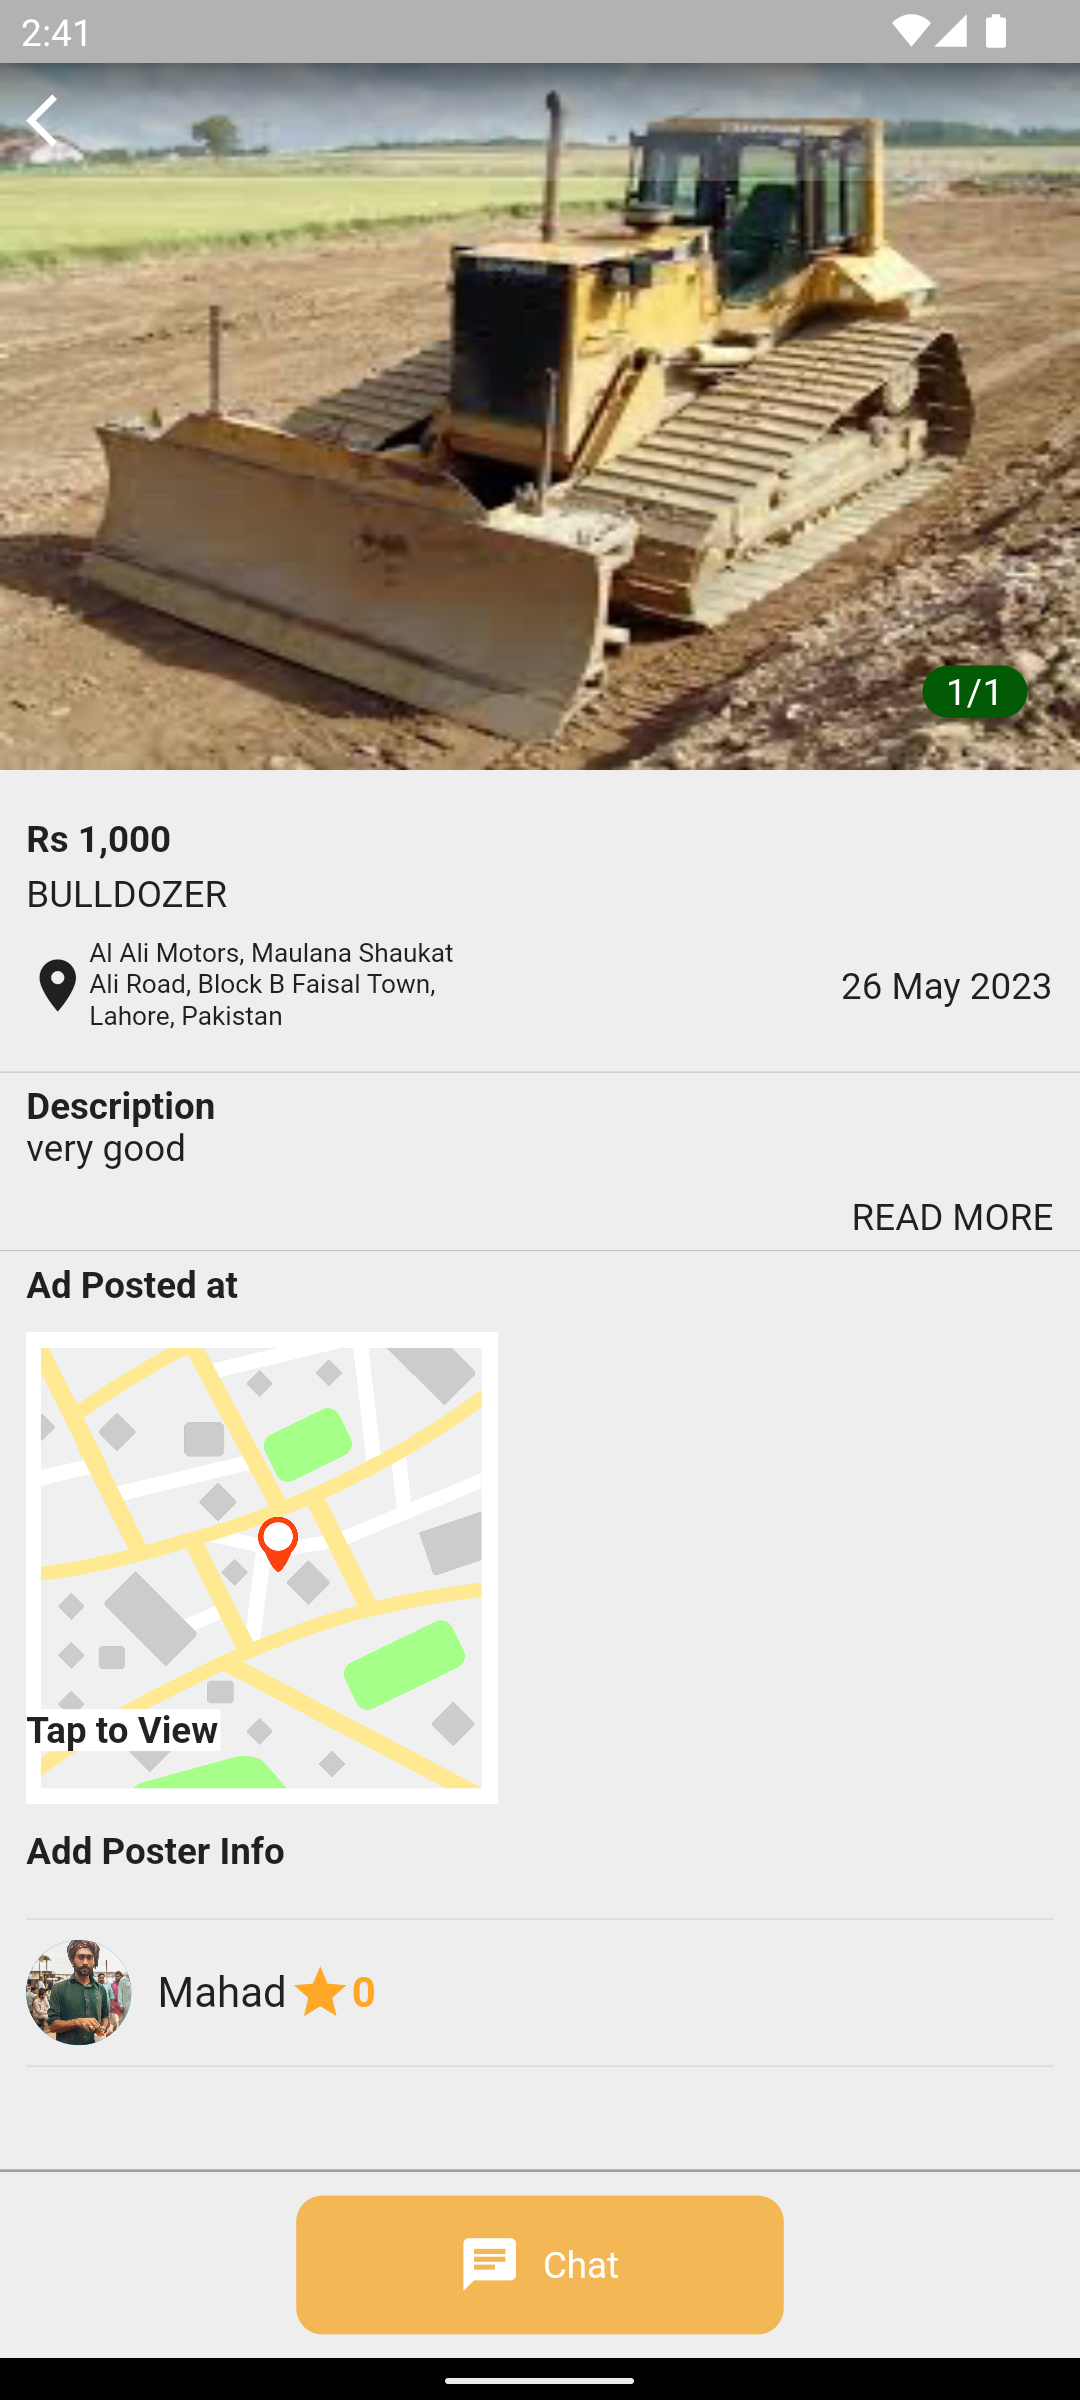 2:41
1/1
Rs 1,000
BULLDOZER
Al Ali Motors, Maulana Shaukat
Ali Road, Block B Faisal Town,
Lahore, Pakistan
26 May 2023
Description
very good
READ MORE
Ad Posted at
Tap to View
Add Poster Info
Mahad 0
Chat